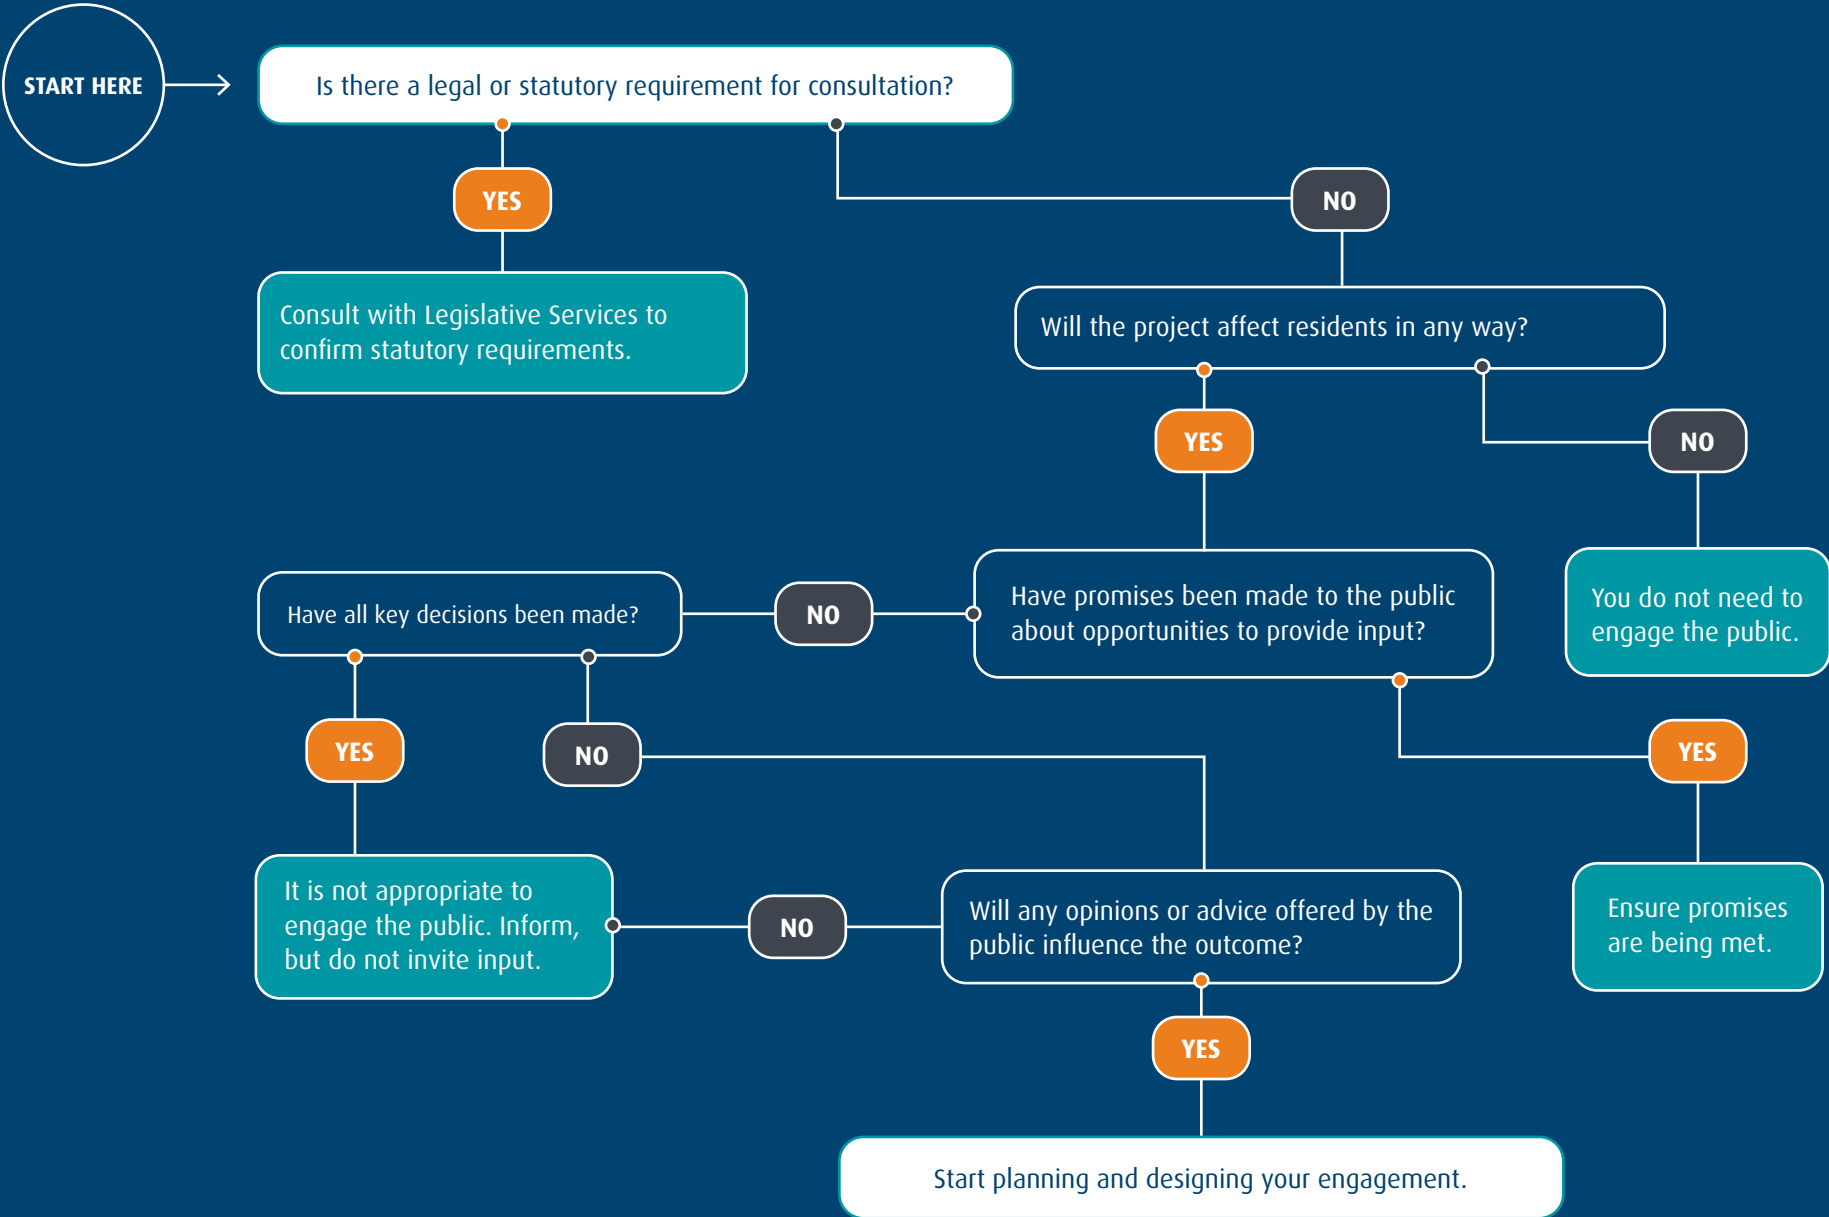 START HERE
Is there a legal or statutory requirement for consultation?
YES
NO
Consult with Legislative Services to
confirm statutory requirements.
Will the project affect residents in any way?
YES
NO
Have all key decisions been made?
NO
Have promises been made to the public
about opportunities to provide input?
You do not need to
engage the public.
YES
NO
YES
It is not appropriate to
engage the public. Inform,
but do not invite input.
NO
Will any opinions or advice offered by the
public influence the outcome?
Ensure promises
are being met.
YES
Start planning and designing your engagement.